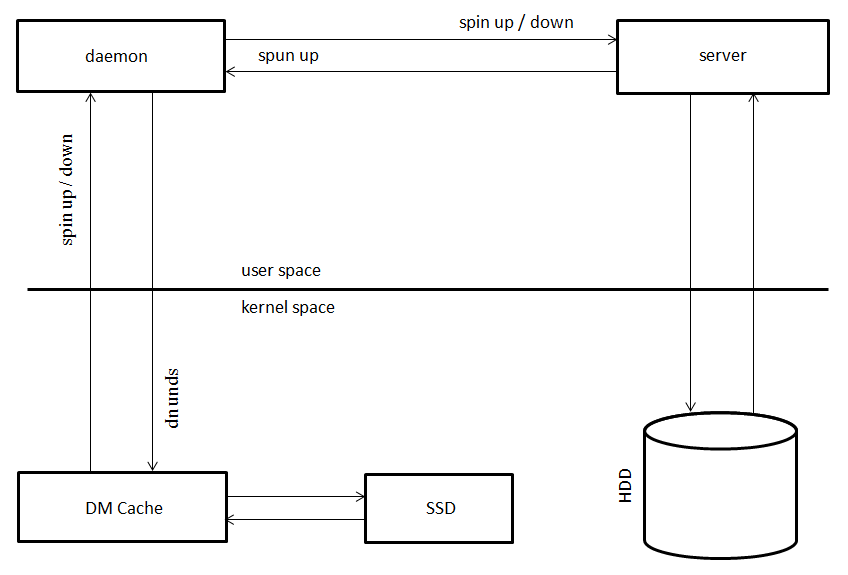 spin up / down
daemon
spun up
server
spin up / down
user space
kernel space
spun up
DM Cache
SSD
HDD